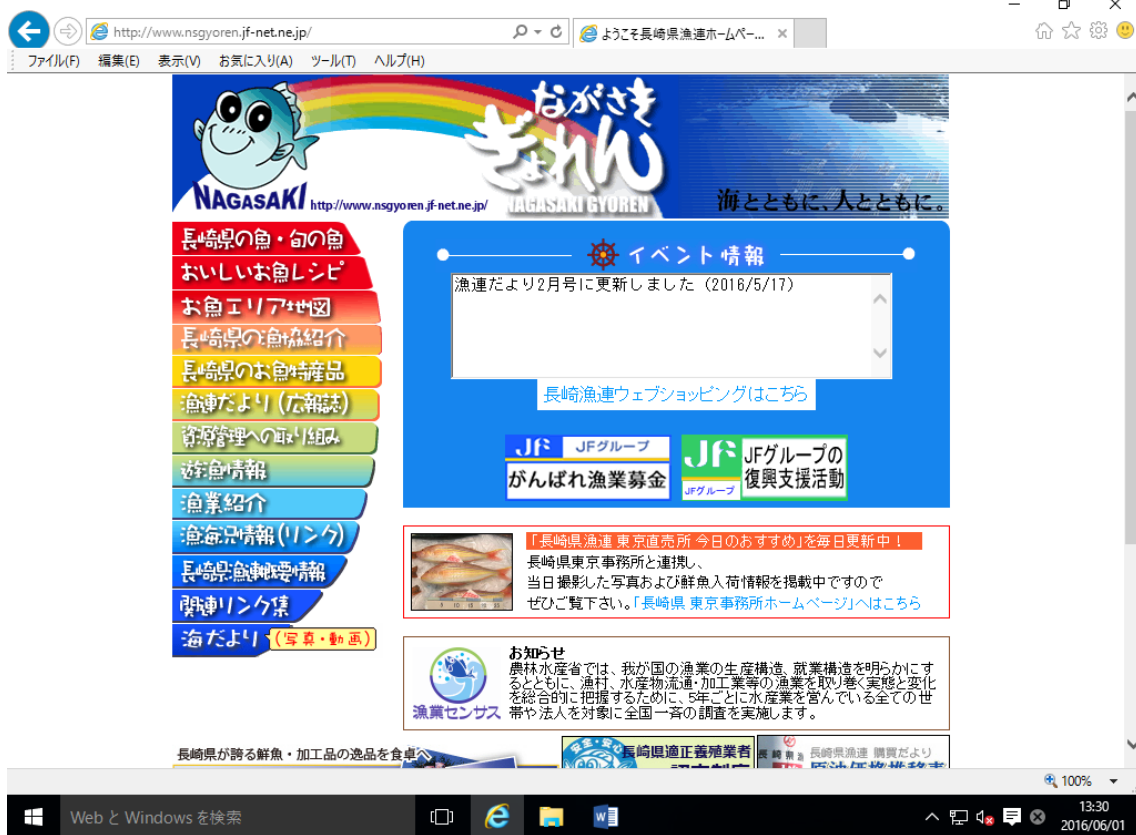 http://www.nsgyoren.jf-net.ne.jp/
ようこそ長崎県漁連ホームペー...
ファイル(F) 編集(E) 表示(V) お気に入り(A) ツール(T) ヘルプ(H)
ながさき
ぎょれん
NAGASAKI
http://www.nsgyoren.jf-net.ne.jp/
NAGASAKI GYOREN
海とともに、人とともに。
長崎県の魚・旬の魚
おいしいお魚レシピ
お魚エリア地図
長崎県の漁協紹介
長崎県のお魚特産品
漁連だより(広報誌)
資源管理への取り組み
遊漁情報
漁業紹介
漁海況情報(リンク)
長崎県漁連概要情報
関連リンク集
海だより (写真・動画)
イベント情報
漁連だより2月号に更新しました (2016/5/17)
長崎漁連ウェブショッピングはこちら
JF JFグループ
がんばれ漁業募金
JF
JFグループ
JFグループの
復興支援活動
「長崎県漁連 東京直売所 今日のおすすめ」を毎日更新中！
長崎県東京事務所と連携し、
当日撮影した写真および鮮魚入荷情報を掲載中ですので
ぜひご覧下さい。「長崎県 東京事務所ホームページ」へはこちら
漁業センサス
お知らせ
農林水産省では、我が国の漁業の生産構造、就業構造を明らかにす
るとともに、漁村、水産物流通・加工業等の漁業を取り巻く実態と変化
を総合的に把握するために、5年ごとに水産業を営んでいる全ての世
帯や法人を対象に全国一斉の調査を実施します。
長崎県が誇る鮮魚・加工品の逸品を食卓へ
安全・安心
長崎県適正養殖業者
長崎県漁連 購買だより
100%
Web と Windows を検索
13:30
2016/06/01